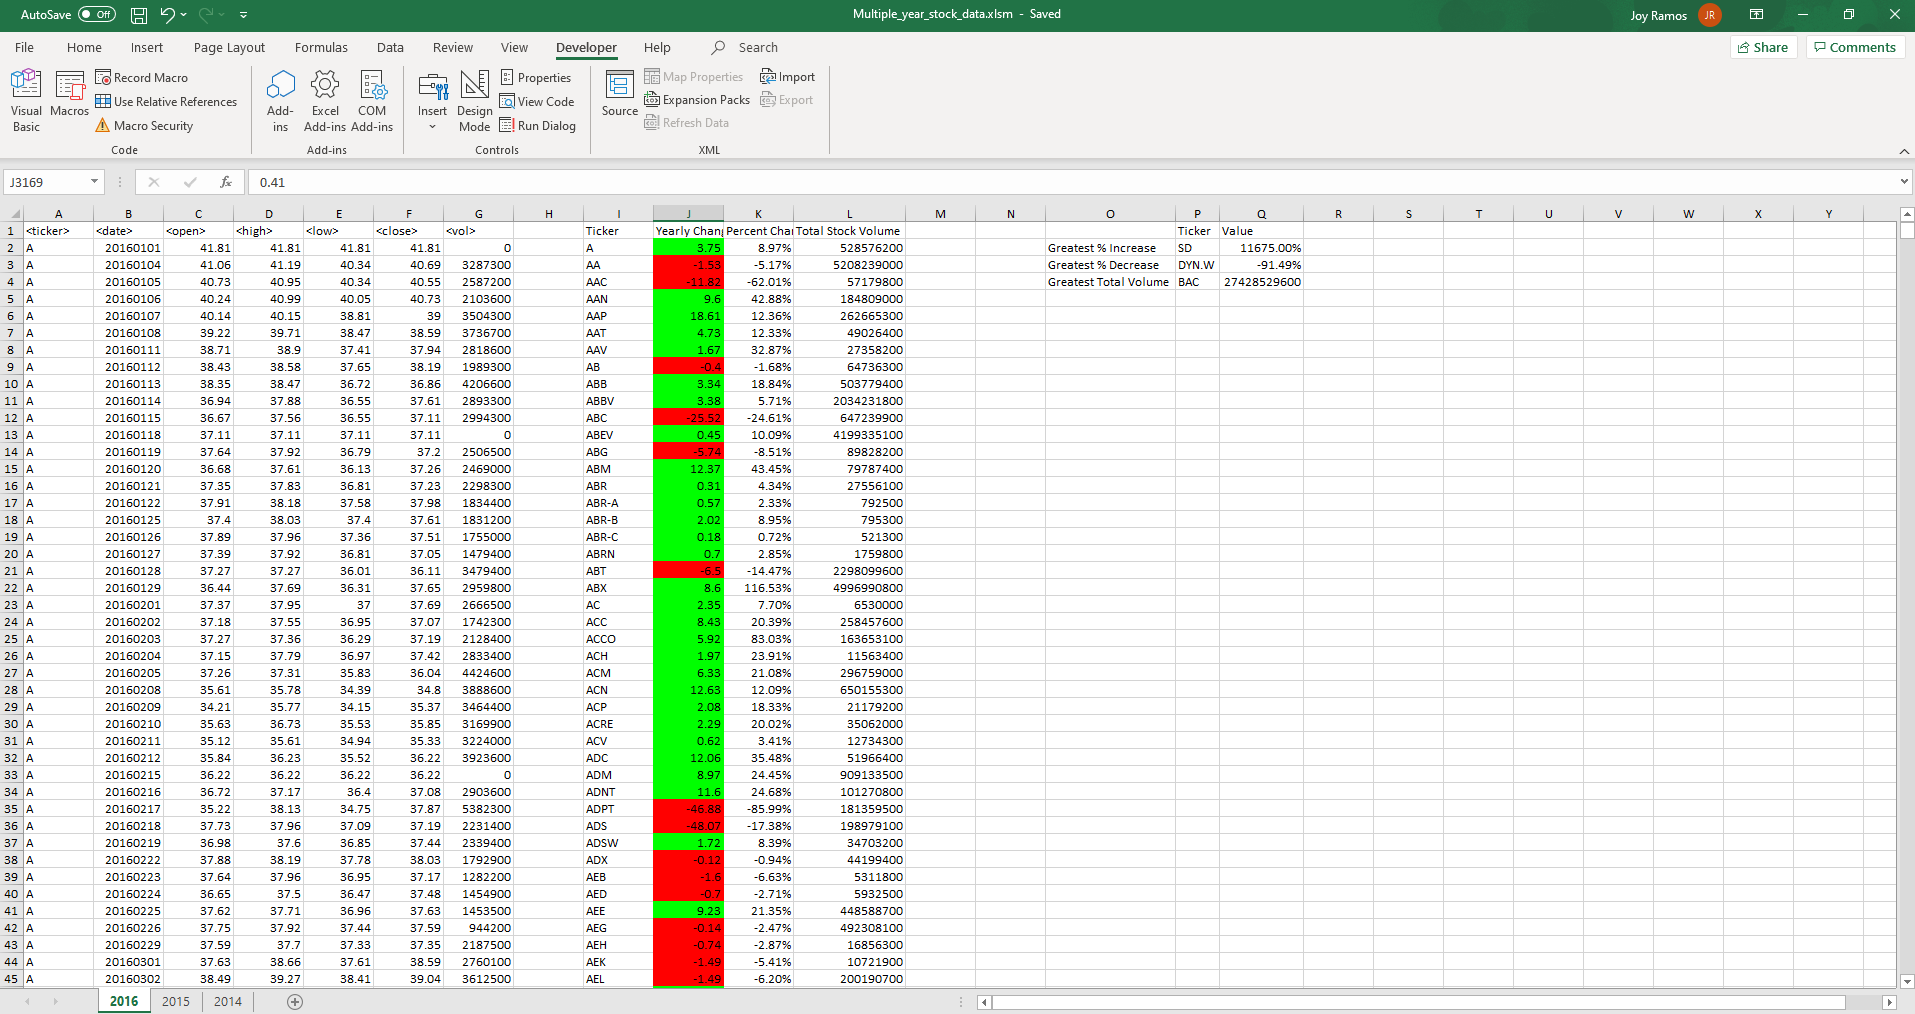 AutoSave Off Multiple_year_stock_data.xlsm - Saved Joy Ramos JR
File Home Insert Page Layout Formulas Data Review View Developer Help Search Share Comments
Visual Basic
Macros
Record Macro
Use Relative References
Macro Security
Code
Add-ins
Excel Add-ins
COM Add-ins
Add-ins
Insert
Design Mode
Properties
View Code
Run Dialog
Controls
Source
Map Properties
Expansion Packs
Refresh Data
Import
Export
XML
J3169 fx 0.41
A B C D E F G H I J K L M N O P Q R S T U V W X Y
1 <ticker> <date> <open> <high> <low> <close> <vol> Ticker Yearly Chang Percent Char Total Stock Volume Ticker Value
2 A 20160101 41.81 41.81 41.81 41.81 0 A 3.75 8.97% 528576200 Greatest % Increase SD 11675.00%
3 A 20160104 41.06 41.19 40.34 40.69 3287300 AA -1.58 -5.17% 5208239000 Greatest % Decrease DYN.W -91.49%
4 A 20160105 40.73 40.95 40.34 40.55 2587200 AAC -11.82 -62.01% 57179800 Greatest Total Volume BAC 27428529600
5 A 20160106 40.24 40.99 40.05 40.73 2103600 AAN 9.6 42.88% 184809000
6 A 20160107 40.14 40.15 38.81 39 3504300 AAP 18.61 12.36% 262665300
7 A 20160108 39.22 39.71 38.47 38.59 3736700 AAT 4.73 12.33% 49026400
8 A 20160111 38.71 38.9 37.41 37.94 2818600 AAV 1.67 32.87% 27358200
9 A 20160112 38.43 38.58 37.65 38.19 1989300 AB -0.4 -1.68% 64736300
10 A 20160113 38.35 38.47 36.72 36.86 4206600 ABB 3.34 18.84% 503779400
11 A 20160114 36.94 37.88 36.55 37.61 2893300 ABBV 3.38 5.71% 2034231800
12 A 20160115 36.67 37.56 36.55 37.11 2994300 ABC -25.52 -24.61% 647239900
13 A 20160118 37.11 37.11 37.11 37.11 0 ABEV 0.45 10.09% 4199335100
14 A 20160119 37.64 37.92 36.79 37.2 2506500 ABG -5.74 -8.51% 89828200
15 A 20160120 36.68 37.61 36.13 37.26 2469000 ABM 12.37 43.45% 79787400
16 A 20160121 37.35 37.83 36.81 37.23 2298300 ABR 0.31 4.34% 27556100
17 A 20160122 37.91 38.18 37.58 37.98 1834400 ABR-A 0.57 2.33% 792500
18 A 20160125 37.4 38.03 37.4 37.61 1831200 ABR-B 2.02 8.95% 795300
19 A 20160126 37.89 37.96 37.36 37.51 1755000 ABR-C 0.18 0.72% 521300
20 A 20160127 37.39 37.92 36.81 37.05 1479400 ABRN 0.7 2.85% 1759800
21 A 20160128 37.27 37.27 36.01 36.11 3479400 ABT -6.5 -14.47% 2298099600
22 A 20160129 36.44 37.69 36.31 37.65 2959800 ABX 8.6 116.53% 4996990800
23 A 20160201 37.37 37.95 37 37.69 2666500 AC 2.35 7.70% 6530000
24 A 20160202 37.18 37.55 36.95 37.07 1742300 ACC 8.43 20.39% 258457600
25 A 20160203 37.27 37.36 36.29 37.19 2128400 ACCO 5.92 83.03% 163653100
26 A 20160204 37.15 37.79 36.97 37.42 2833400 ACH 1.97 23.91% 11563400
27 A 20160205 37.26 37.31 35.83 36.04 4424600 ACM 6.33 21.08% 296759000
28 A 20160208 35.61 35.78 34.39 34.8 3888600 ACN 12.63 12.09% 650155300
29 A 20160209 34.21 35.77 34.15 35.37 3464400 ACP 2.08 18.33% 21179200
30 A 20160210 35.63 36.73 35.53 35.85 3169900 ACRE 2.29 20.02% 35062000
31 A 20160211 35.12 35.61 34.94 35.33 3224000 ACV 0.62 3.41% 12734300
32 A 20160212 35.84 36.23 35.52 36.22 3923600 ADC 12.06 35.48% 51966400
33 A 20160215 36.22 36.22 36.22 36.22 0 ADM 8.97 24.45% 909133500
34 A 20160216 36.72 37.17 36.4 37.08 2903600 ADNT 11.6 24.68% 101270800
35 A 20160217 35.22 38.13 34.75 37.87 5382300 ADPT -46.88 -85.99% 181359500
36 A 20160218 37.73 37.96 37.09 37.19 2231400 ADS -48.07 -17.38% 198979100
37 A 20160219 36.98 37.6 36.85 37.44 2339400 ADSW 1.72 8.39% 34703200
38 A 20160222 37.88 38.19 37.78 38.03 1792900 ADX -0.12 -0.94% 44199400
39 A 20160223 37.64 37.96 36.95 37.17 1282200 AEB -1.6 -6.63% 5311800
40 A 20160224 36.65 37.5 36.47 37.48 1454900 AED -0.7 -2.71% 5932500
41 A 20160225 37.62 37.71 36.96 37.63 1453500 AEE 9.23 21.35% 448588700
42 A 20160226 37.75 37.92 37.44 37.59 944200 AEG -0.14 -2.47% 492308100
43 A 20160229 37.59 37.7 37.33 37.35 2187500 AEH -0.74 -2.87% 16856300
44 A 20160301 37.63 38.66 37.61 38.59 2760100 AEK -1.49 -5.41% 10721900
45 A 20160302 38.49 39.27 38.41 39.04 3612500 AEL -1.49 -6.20% 200190700
2016 2015 2014